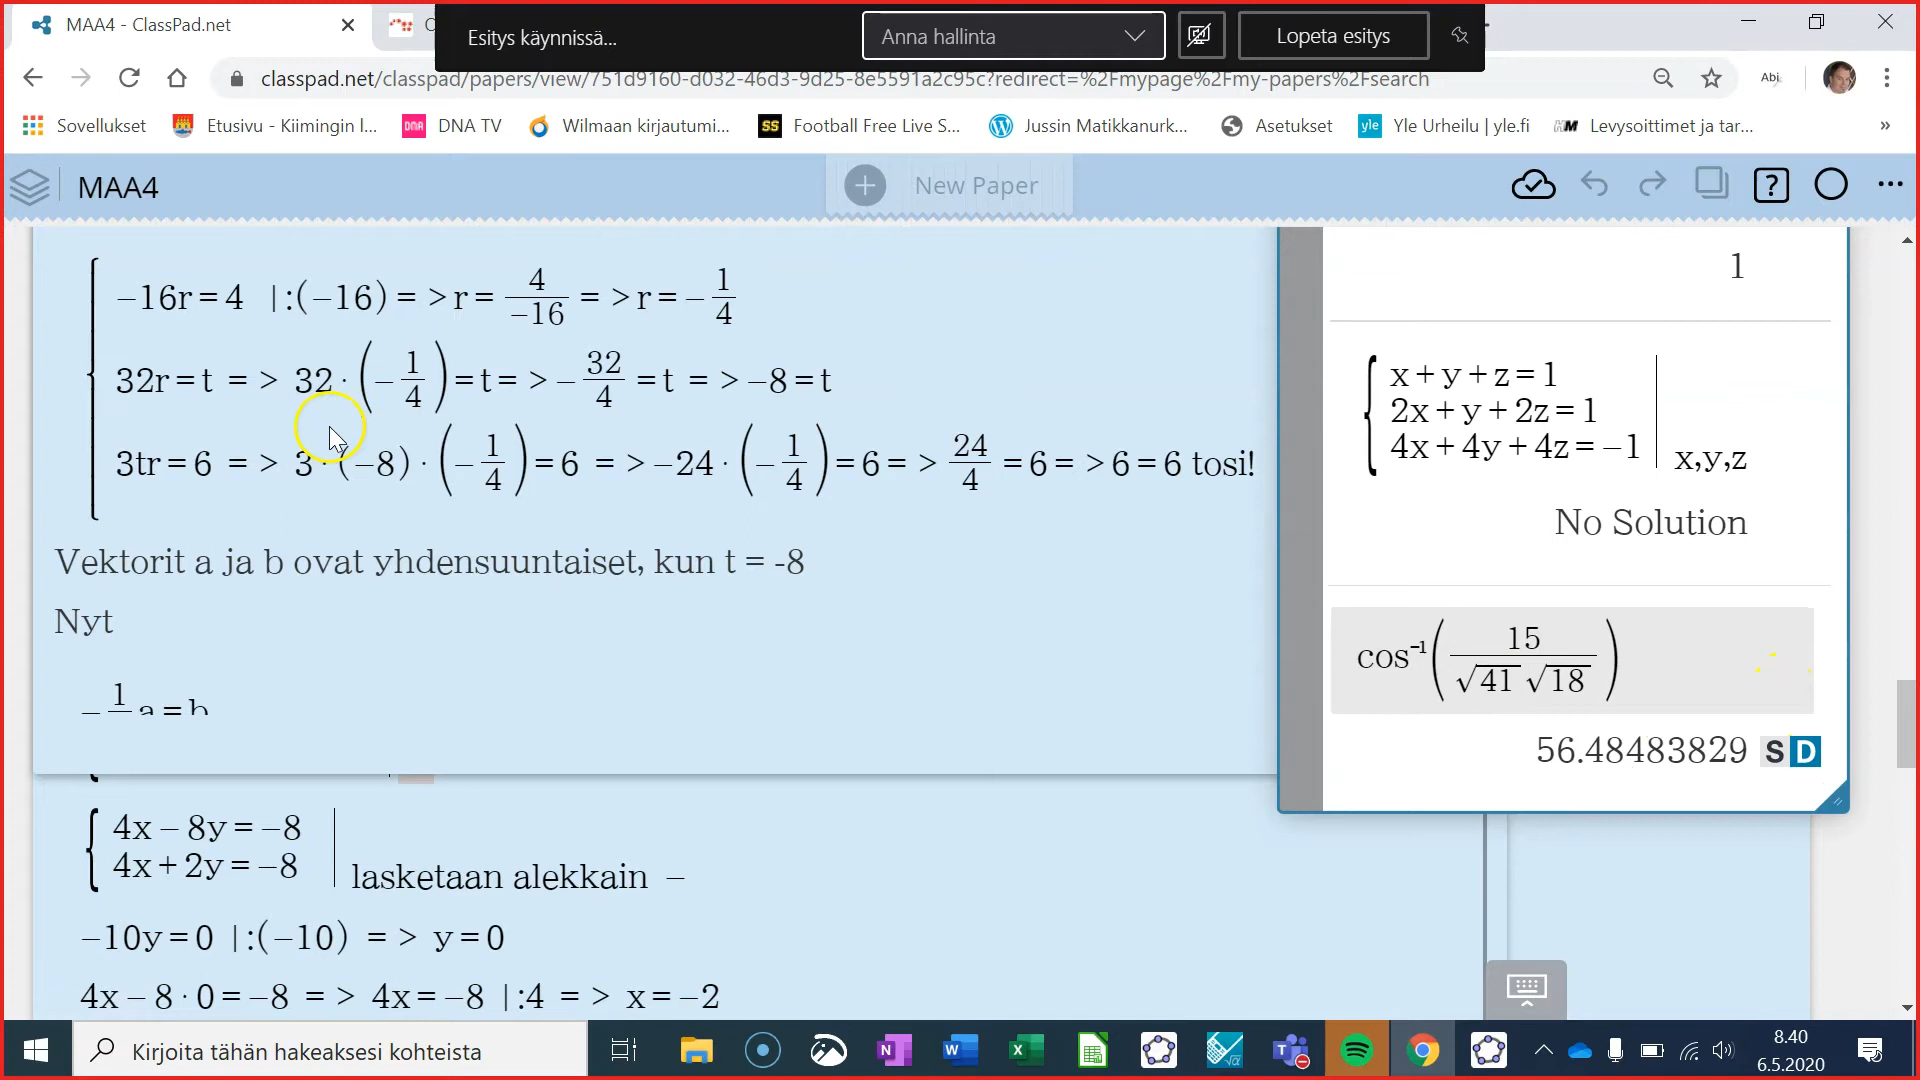 MAA4 - ClassPad.net
Esitys käynnissä...
Anna hallinta
Lopeta esitys
classpad.net/classpad/papers/view/751d9160-d032-46d3-9d25-8e5591a2c95c?redirect=%2Fmypage%2Fmy-papers%2Fsearch
Sovellukset
Etusivu - Kiimingin l...
DNA TV
Wilmaan kirjautumi...
Football Free Live S...
Jussin Matikkanurk...
Asetukset
Yle Urheilu | yle.fi
Levysoittimet ja tar...
MAA4
New Paper
−16r=4 |:(−16)=>r=4/−16=>r=−1/4
32r=t => 32·(−1/4)=t=>−32/4=t =>−8=t
3tr=6 => 3·(−8)·(−1/4)=6 =>−24·(−1/4)=6=>24/4=6=>6=6 tosi!
Vektorit a ja b ovat yhdensuuntaiset, kun t = -8
Nyt
4x−8y=−8
4x+2y=−8
lasketaan alekkain −
−10y=0 |:(−10) => y=0
4x−8·0=−8 => 4x=−8 |:4 => x=−2
1
x+y+z=1
2x+y+2z=1
4x+4y+4z=−1
x,y,z
No Solution
cos⁻¹(15/√41√18)
56.48483829
S D
Kirjoita tähän hakeaksesi kohteista
8.40
6.5.2020